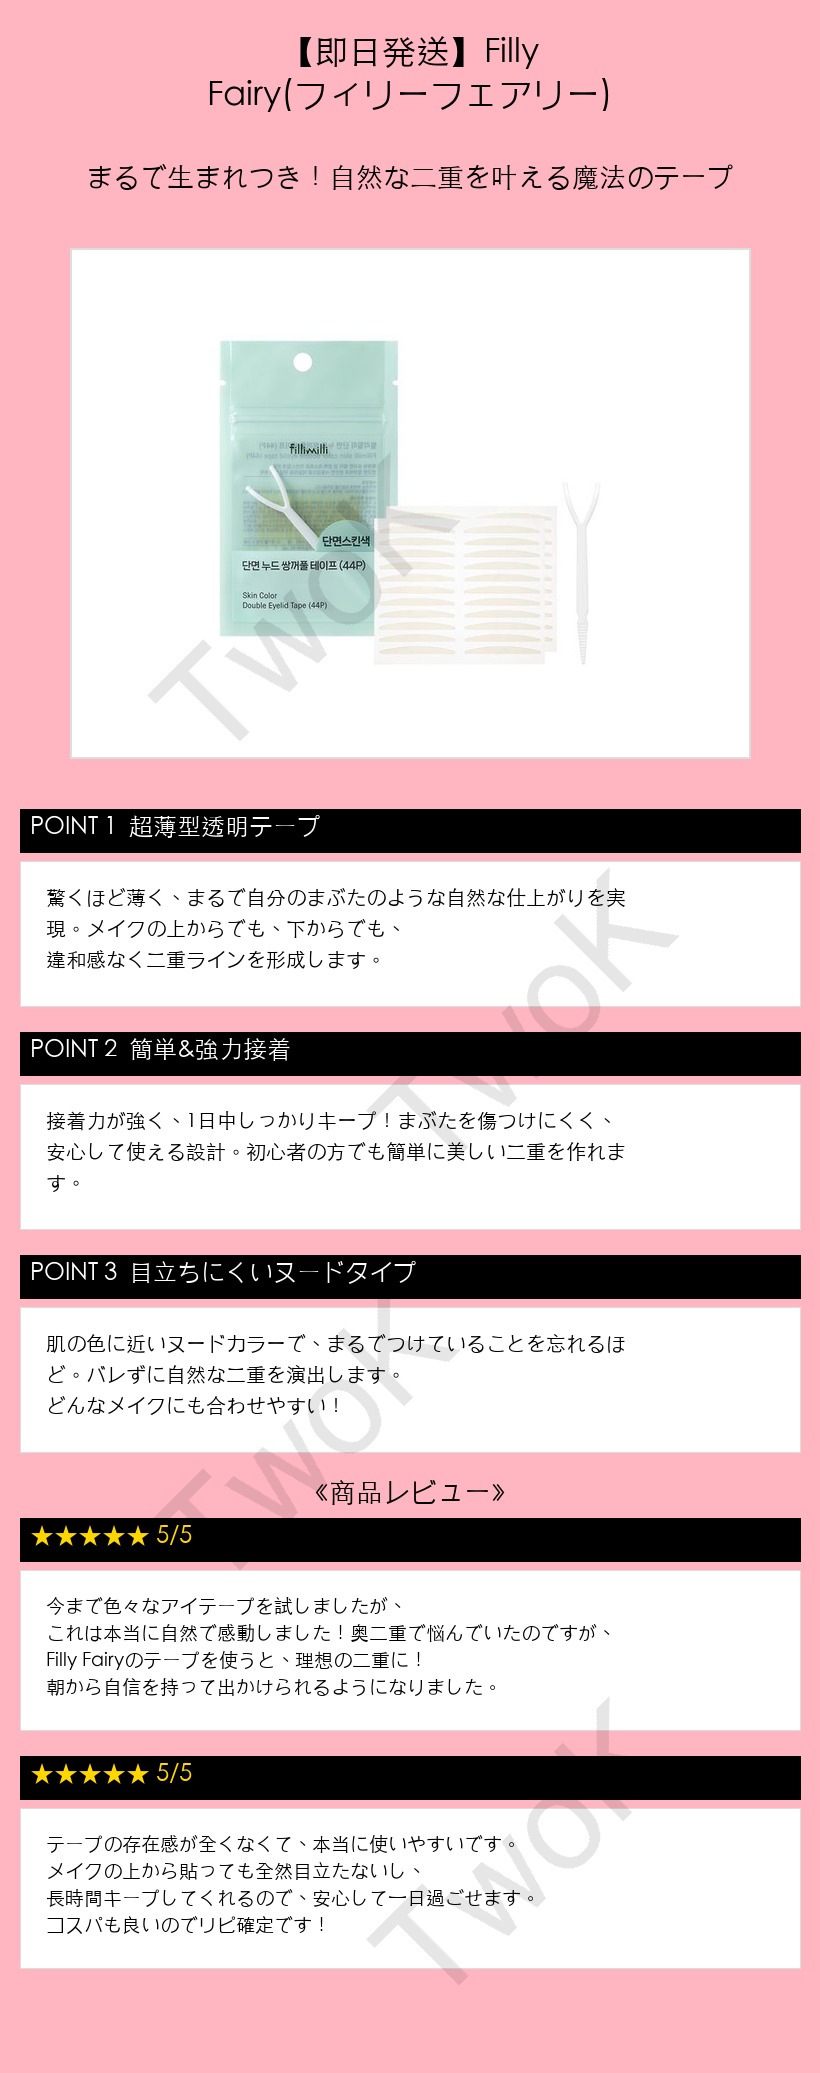 【即日発送】Filly
Fairy(フィリーフェアリー)
まるで生まれつき！自然な二重を叶える魔法のテープ
fillimilli
단면스킨색
단면 누드 쌍꺼풀 테이프 (44P)
Skin Color
Double Eyelid Tape (44P)
TwoK
POINT 1 超薄型透明テープ
驚くほど薄く、まるで自分のまぶたのような自然な仕上がりを実
現。メイクの上からでも、下からでも、
違和感なく二重ラインを形成します。
TwoK
POINT 2 簡単&強力接着
接着力が強く、1日中しっかりキープ！まぶたを傷つけにくく、
安心して使える設計。初心者の方でも簡単に美しい二重を作れま
す。
POINT 3 目立ちにくいヌードタイプ
肌の色に近いヌードカラーで、まるでつけていることを忘れるほ
ど。バレずに自然な二重を演出します。
どんなメイクにも合わせやすい！
TwoK
《商品レビュー》
★★★★★ 5/5
今まで色々なアイテープを試しましたが、
これは本当に自然で感動しました！奥二重で悩んでいたのですが、
Filly Fairyのテープを使うと、理想の二重に！
朝から自信を持って出かけられるようになりました。
★★★★★ 5/5
テープの存在感が全くなくて、本当に使いやすいです。
メイクの上から貼っても全然目立たないし、
長時間キープしてくれるので、安心して一日過ごせます。
コスパも良いのでリピ確定です！
TwoK